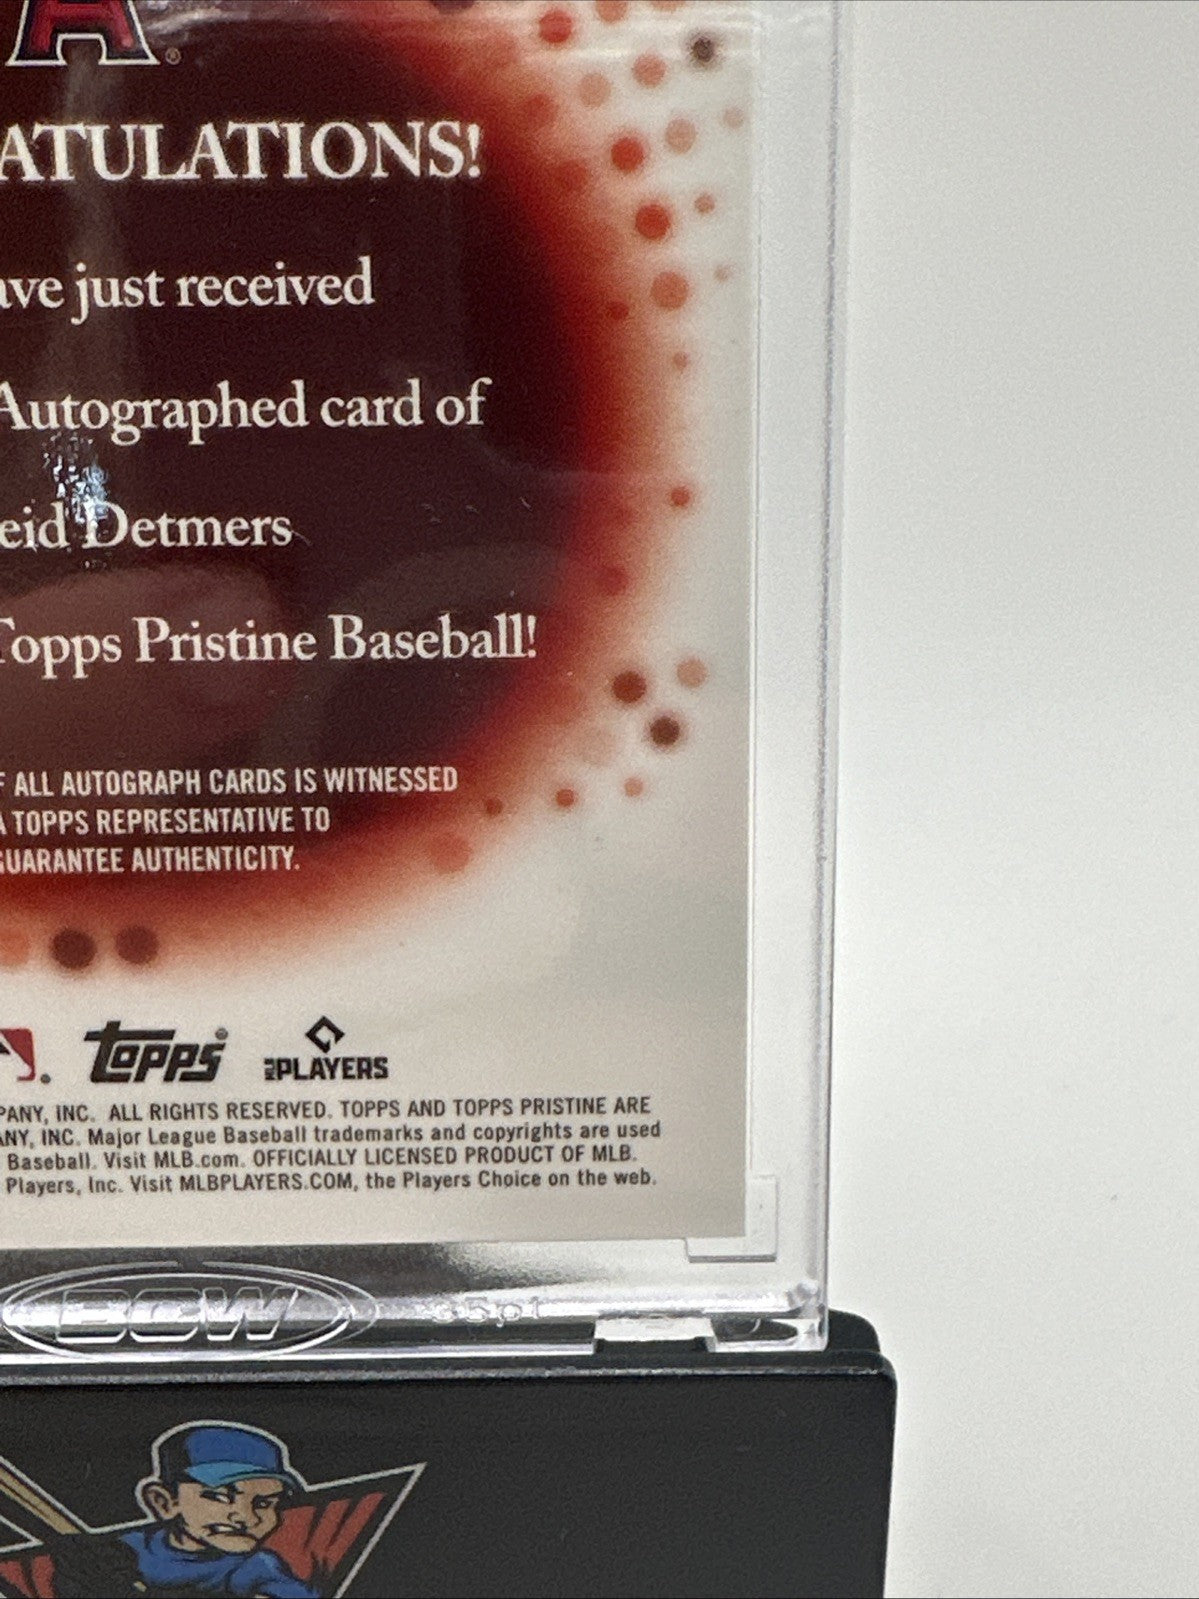 A®
ATULATIONS!
ave just received
Autographed card of
eid Detmers
Topps Pristine Baseball!
F ALL AUTOGRAPH CARDS IS WITNESSED
A TOPPS REPRESENTATIVE TO
GUARANTEE AUTHENTICITY.
topps® MLB PLAYERS
PANY, INC. ALL RIGHTS RESERVED. TOPPS AND TOPPS PRISTINE ARE
ANY, INC. Major League Baseball trademarks and copyrights are used
Baseball. Visit MLB.com. OFFICIALLY LICENSED PRODUCT OF MLB.
Players, Inc. Visit MLBPLAYERS.COM, the Players Choice on the web.
BCW 35pt